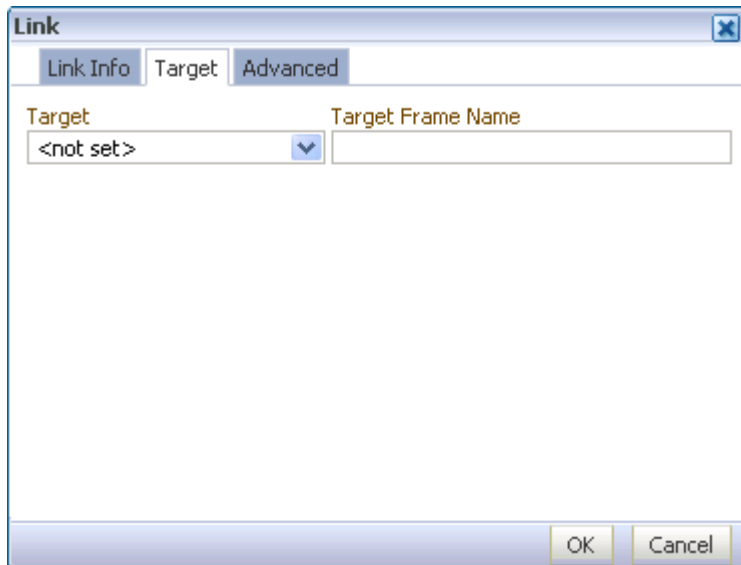 Link
Link Info Target Advanced
Target Target Frame Name
<not set>
OK Cancel